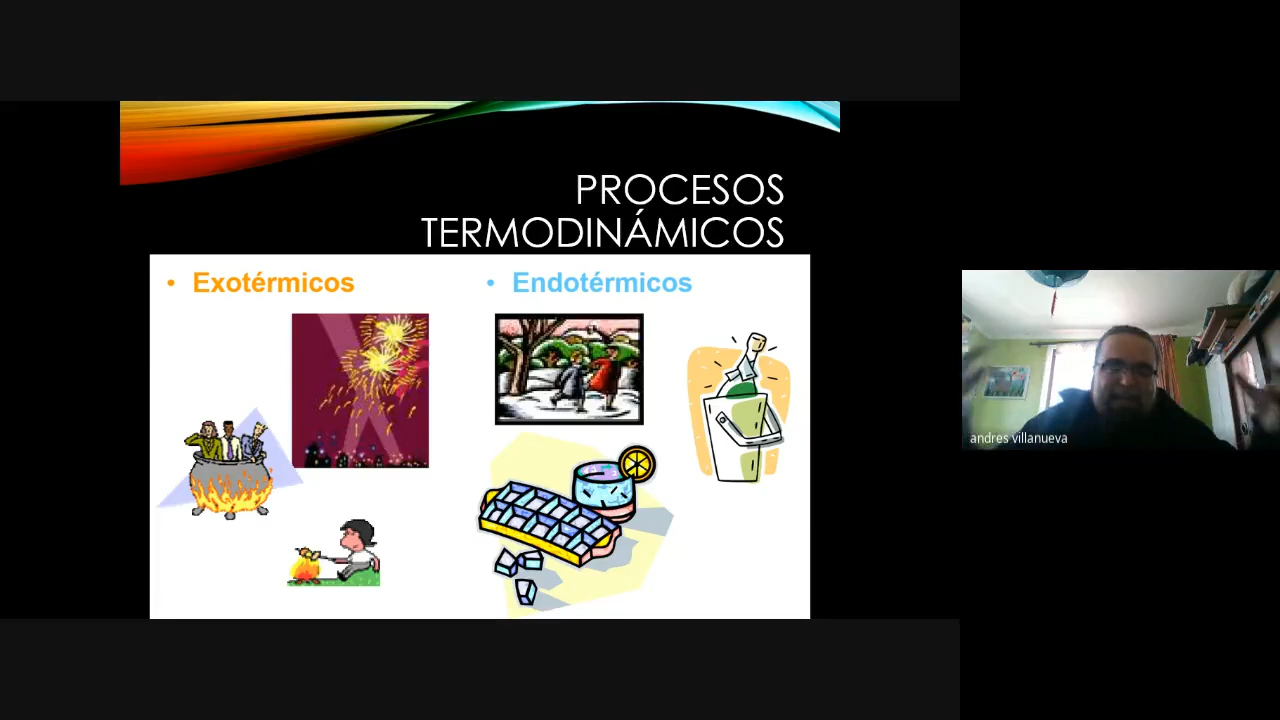 PROCESOS
TERMODINÁMICOS
• Exotérmicos
• Endotérmicos
andres villanueva